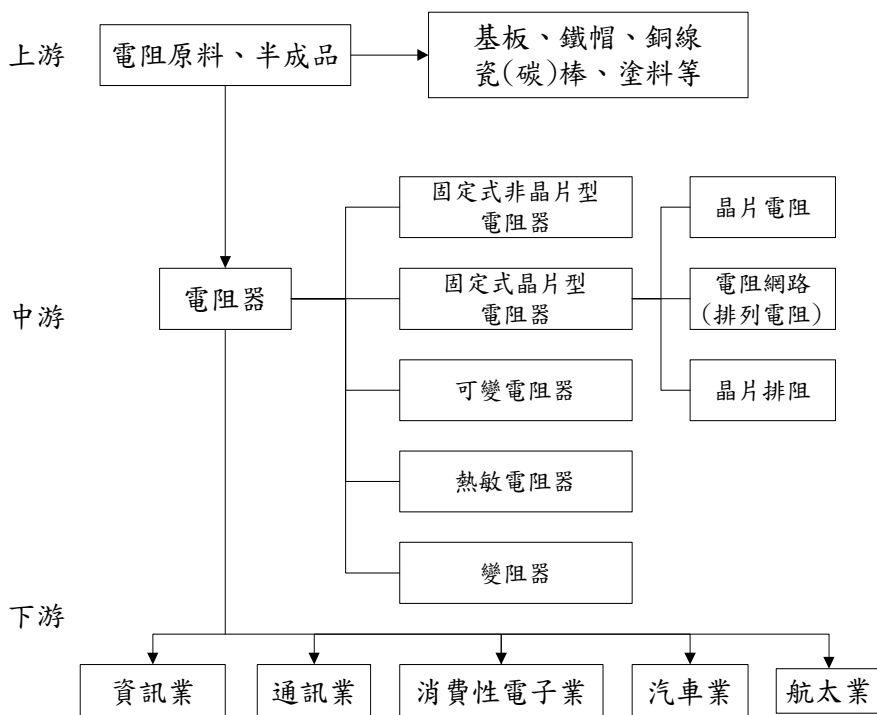 上游
電阻原料、半成品
基板、鐵帽、銅線
瓷(碳)棒、塗料等
固定式非晶片型
電阻器
晶片電阻
中游
電阻器
固定式晶片型
電阻器
電阻網路
(排列電阻)
可變電阻器
晶片排阻
熱敏電阻器
變阻器
下游
資訊業
通訊業
消費性電子業
汽車業
航太業